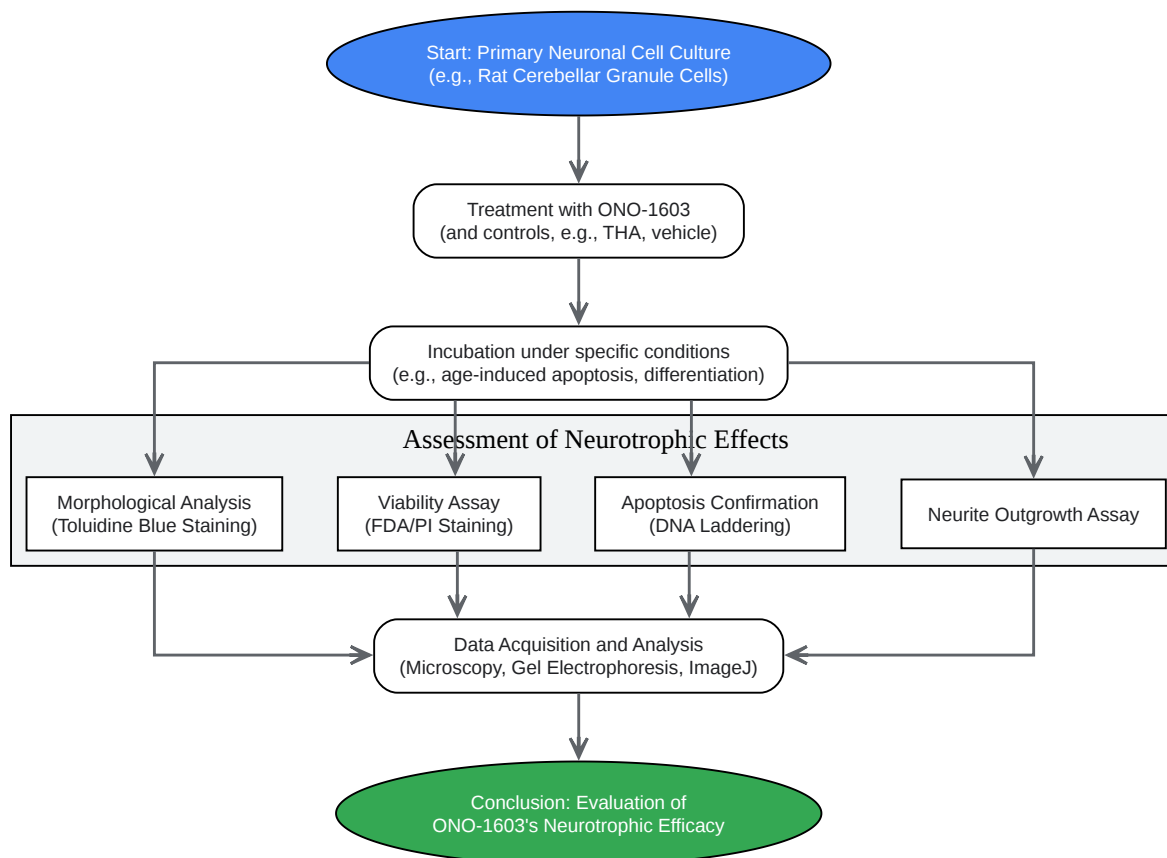 Start: Primary Neuronal Cell Culture
(e.g., Rat Cerebellar Granule Cells)
Treatment with ONO-1603
(and controls, e.g., THA, vehicle)
Incubation under specific conditions
(e.g., age-induced apoptosis, differentiation)
Assessment of Neurotrophic Effects
Morphological Analysis
(Toluidine Blue Staining)
Viability Assay
(FDA/PI Staining)
Apoptosis Confirmation
(DNA Laddering)
Neurite Outgrowth Assay
Data Acquisition and Analysis
(Microscopy, Gel Electrophoresis, ImageJ)
Conclusion: Evaluation of
ONO-1603's Neurotrophic Efficacy